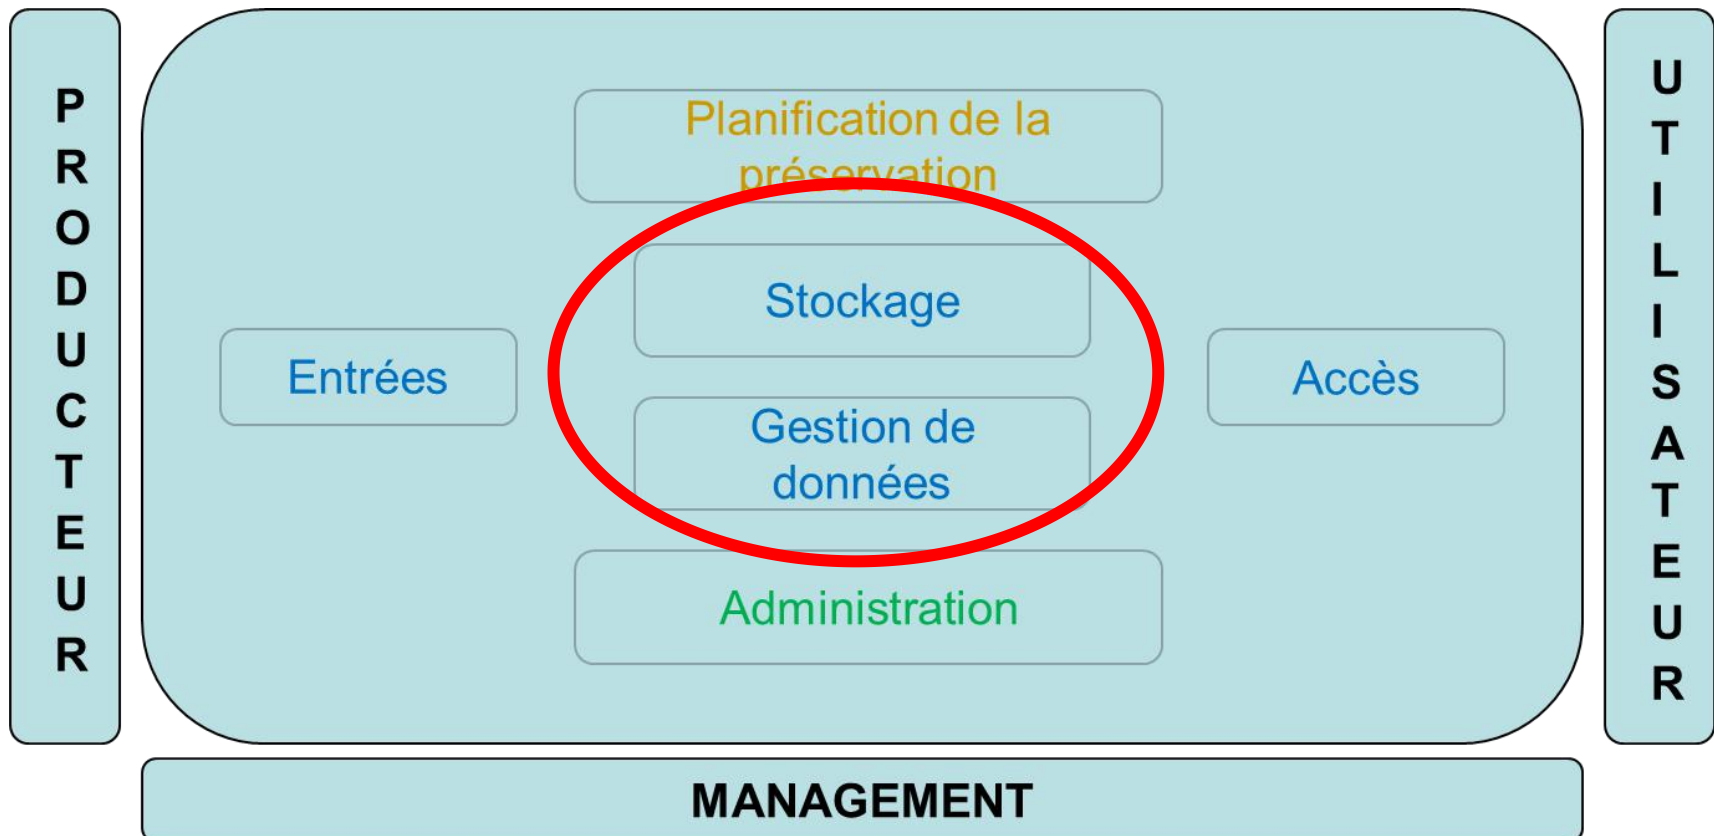 PRODUCTEUR
Planification de la
préservation
Stockage
Entrées
Gestion de
données
Accès
Administration
UTILISATEUR
MANAGEMENT